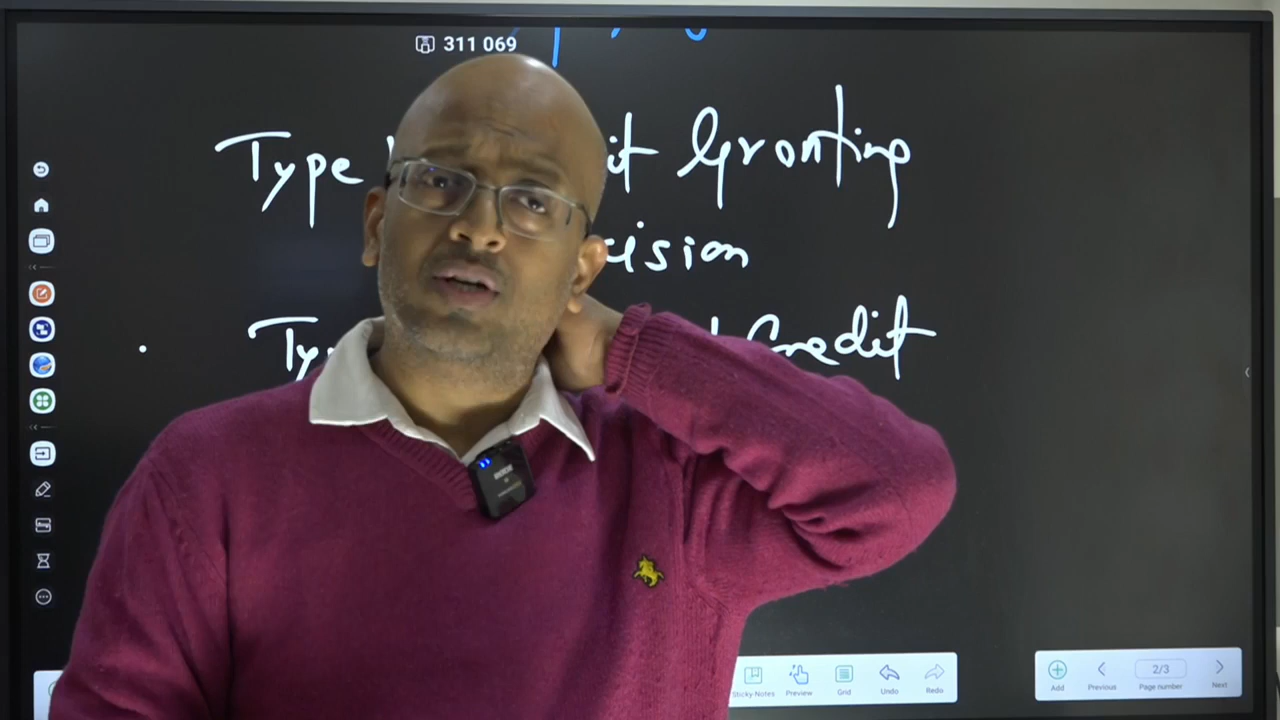 311 069
Type it Granting
cision
Ty Credit
Sticky Notes Preview Grid Undo Redo
Add Previous 2/3 Page number Next